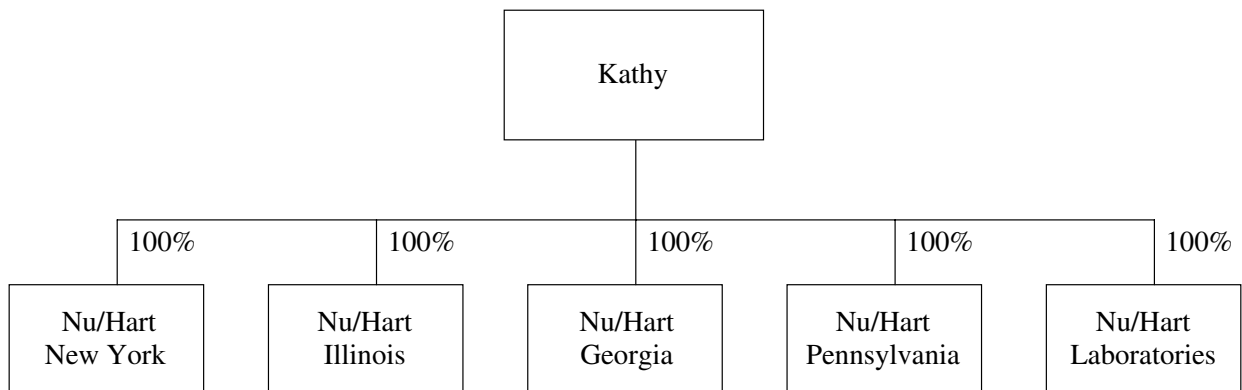 Kathy
100%
100%
100%
100%
100%
Nu/Hart
New York
Nu/Hart
Illinois
Nu/Hart
Georgia
Nu/Hart
Pennsylvania
Nu/Hart
Laboratories